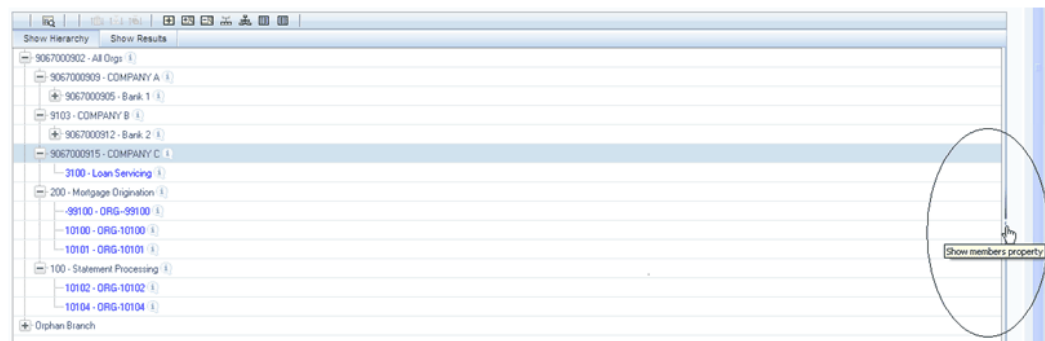 Show Hierarchy Show Results
9067000902 - All Orgs
9067000909 - COMPANY A
9067000905 - Bank 1
9103 - COMPANY B
9067000912 - Bank 2
9067000915 - COMPANY C
3100 - Loan Servicing
200 - Mortgage Origination
-99100 - ORG--99100
10100 - ORG-10100
10101 - ORG-10101
Show members property
100 - Statement Processing
10102 - ORG-10102
10104 - ORG-10104
Orphan Branch